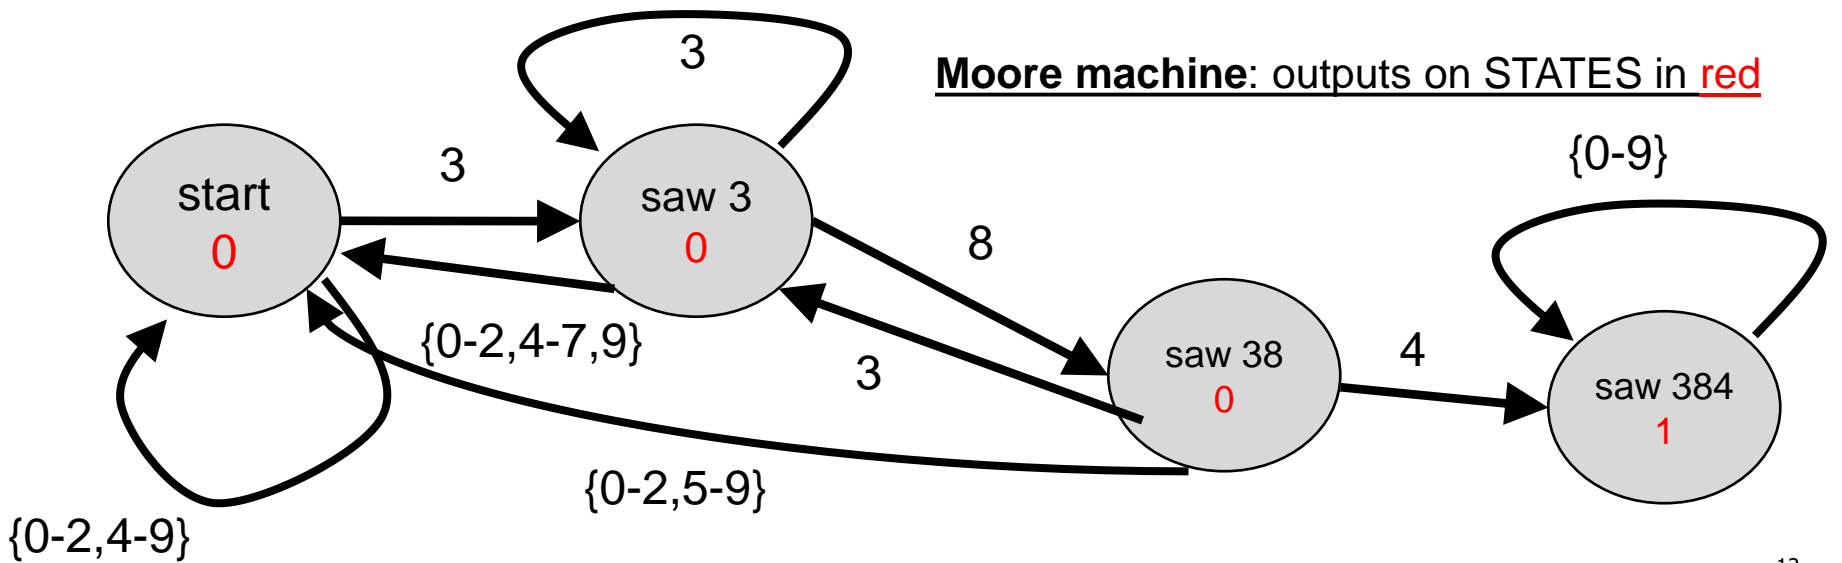 3
Moore machine: outputs on STATES in red
{0-9}
3
start
0
saw 3
0
8
{0-2,4-7,9}
3
saw 38
0
4
saw 384
1
{0-2,5-9}
{0-2,4-9}